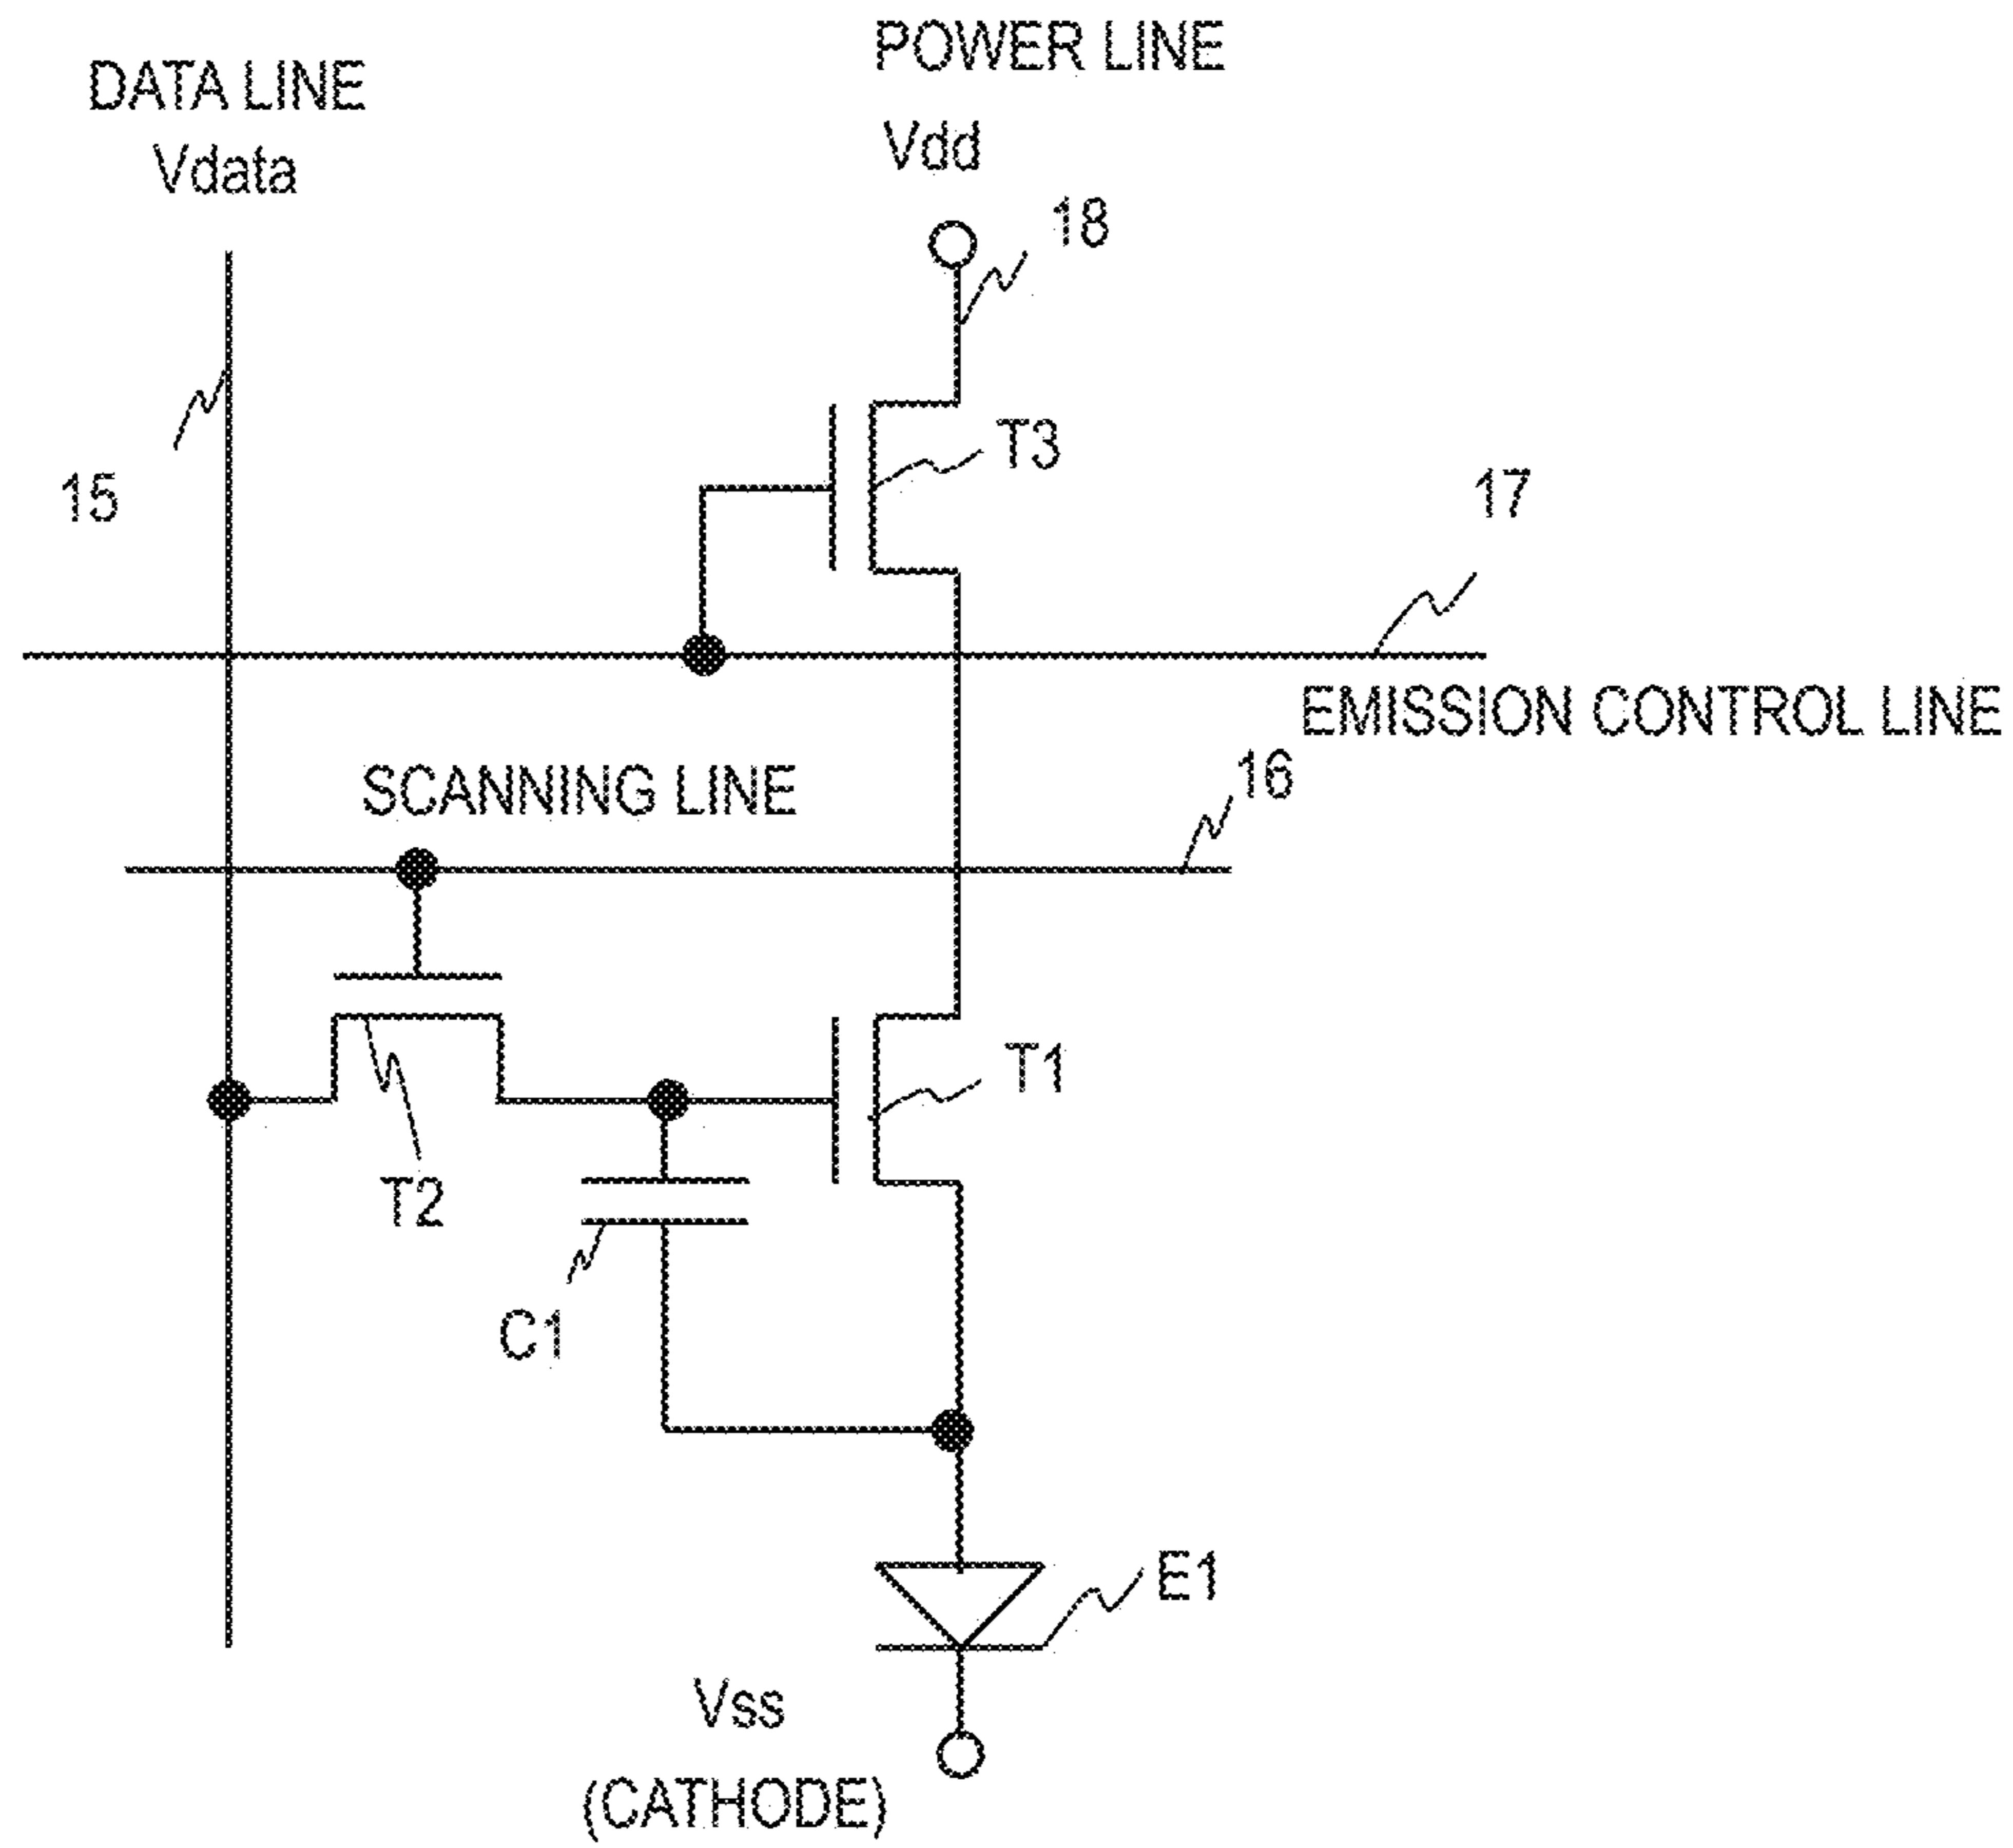 POWER LINE
Vdd
DATA LINE
Vdata
18
T3
15
17
EMISSION CONTROL LINE
SCANNING LINE
16
T1
T2
C1
E1
Vss
(CATHODE)